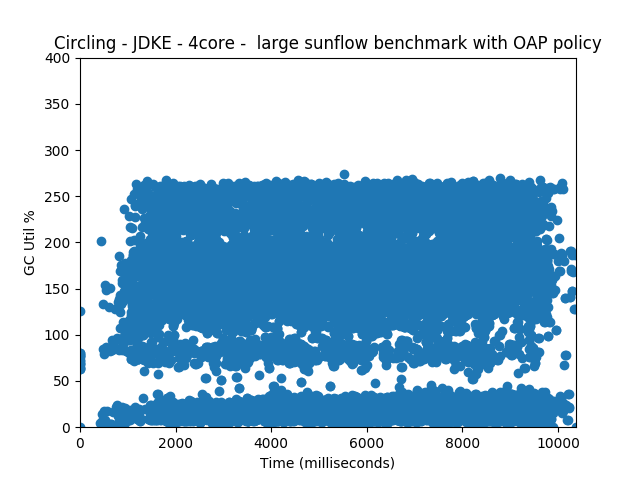 Circling - JDKE - 4core -  large sunflow benchmark with OAP policy
400
350
300
250
200
150
100
50
0
GC Util %
0 2000 4000 6000 8000 10000
Time (milliseconds)